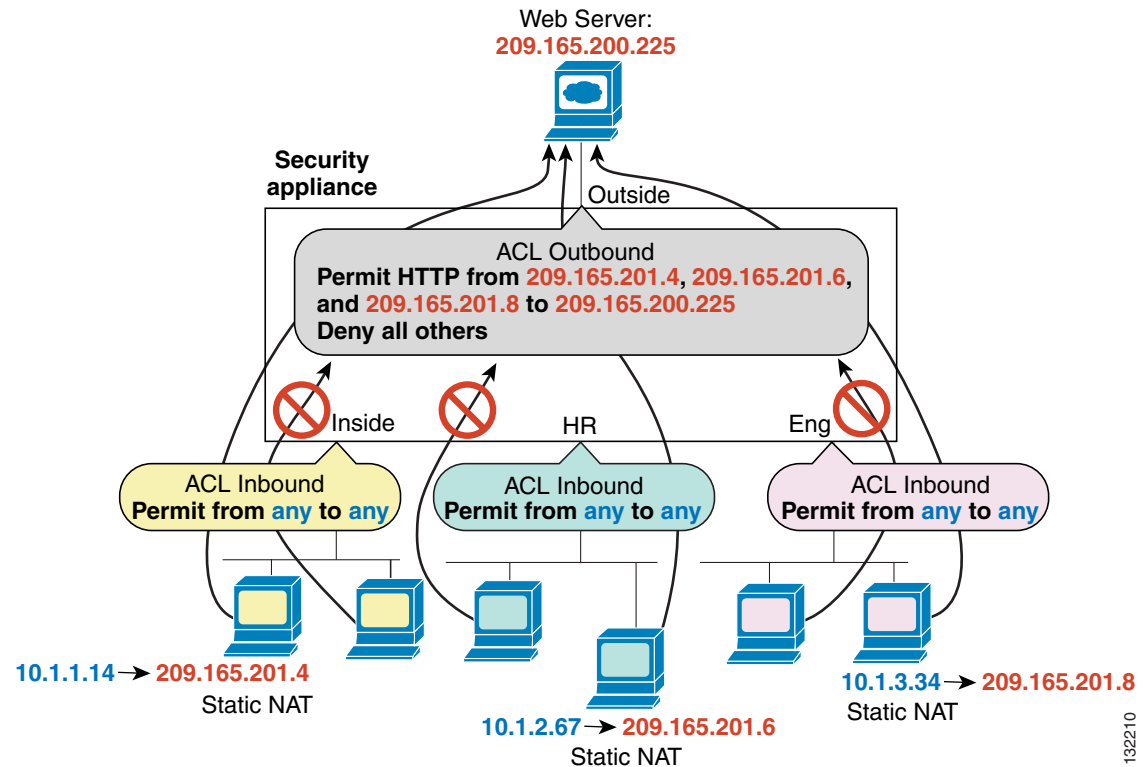 Web Server:
209.165.200.225
Security
appliance
Outside
ACL Outbound
Permit HTTP from 209.165.201.4, 209.165.201.6,
and 209.165.201.8 to 209.165.200.225
Deny all others
Inside
HR
Eng
ACL Inbound
Permit from any to any
ACL Inbound
Permit from any to any
ACL Inbound
Permit from any to any
10.1.1.14 → 209.165.201.4
Static NAT
10.1.2.67 → 209.165.201.6
Static NAT
10.1.3.34 → 209.165.201.8
Static NAT
132210